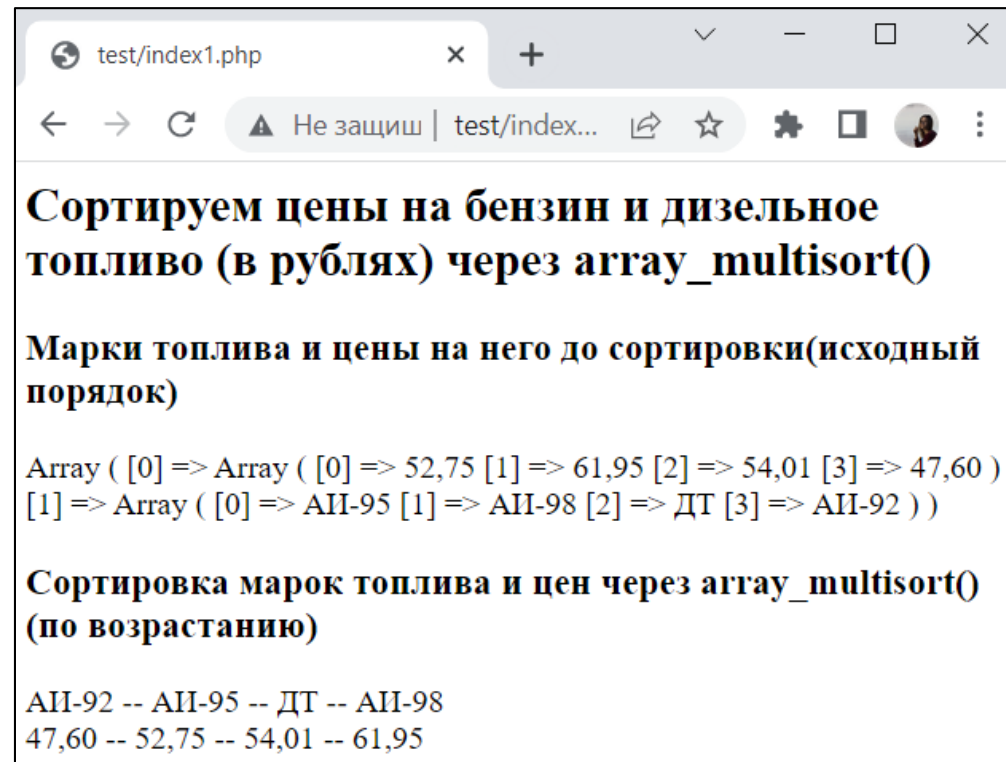 test/index1.php
Не защищ | test/index...
Сортируем цены на бензин и дизельное
топливо (в рублях) через array_multisort()
Марки топлива и цены на него до сортировки(исходный
порядок)
Array ( [0] => Array ( [0] => 52,75 [1] => 61,95 [2] => 54,01 [3] => 47,60 )
[1] => Array ( [0] => АИ-95 [1] => АИ-98 [2] => ДТ [3] => АИ-92 ) )
Сортировка марок топлива и цен через array_multisort()
(по возрастанию)
АИ-92 -- АИ-95 -- ДТ -- АИ-98
47,60 -- 52,75 -- 54,01 -- 61,95